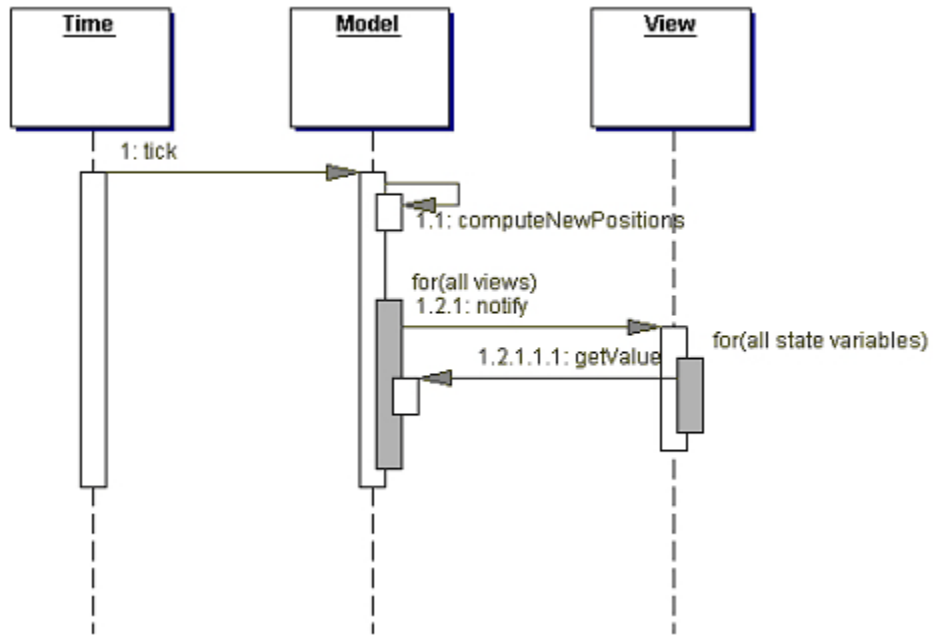 Time
Model
View
1: tick
1.1: computeNewPositions
for(all views)
1.2.1: notify
for(all state variables)
1.2.1.1.1: getValue